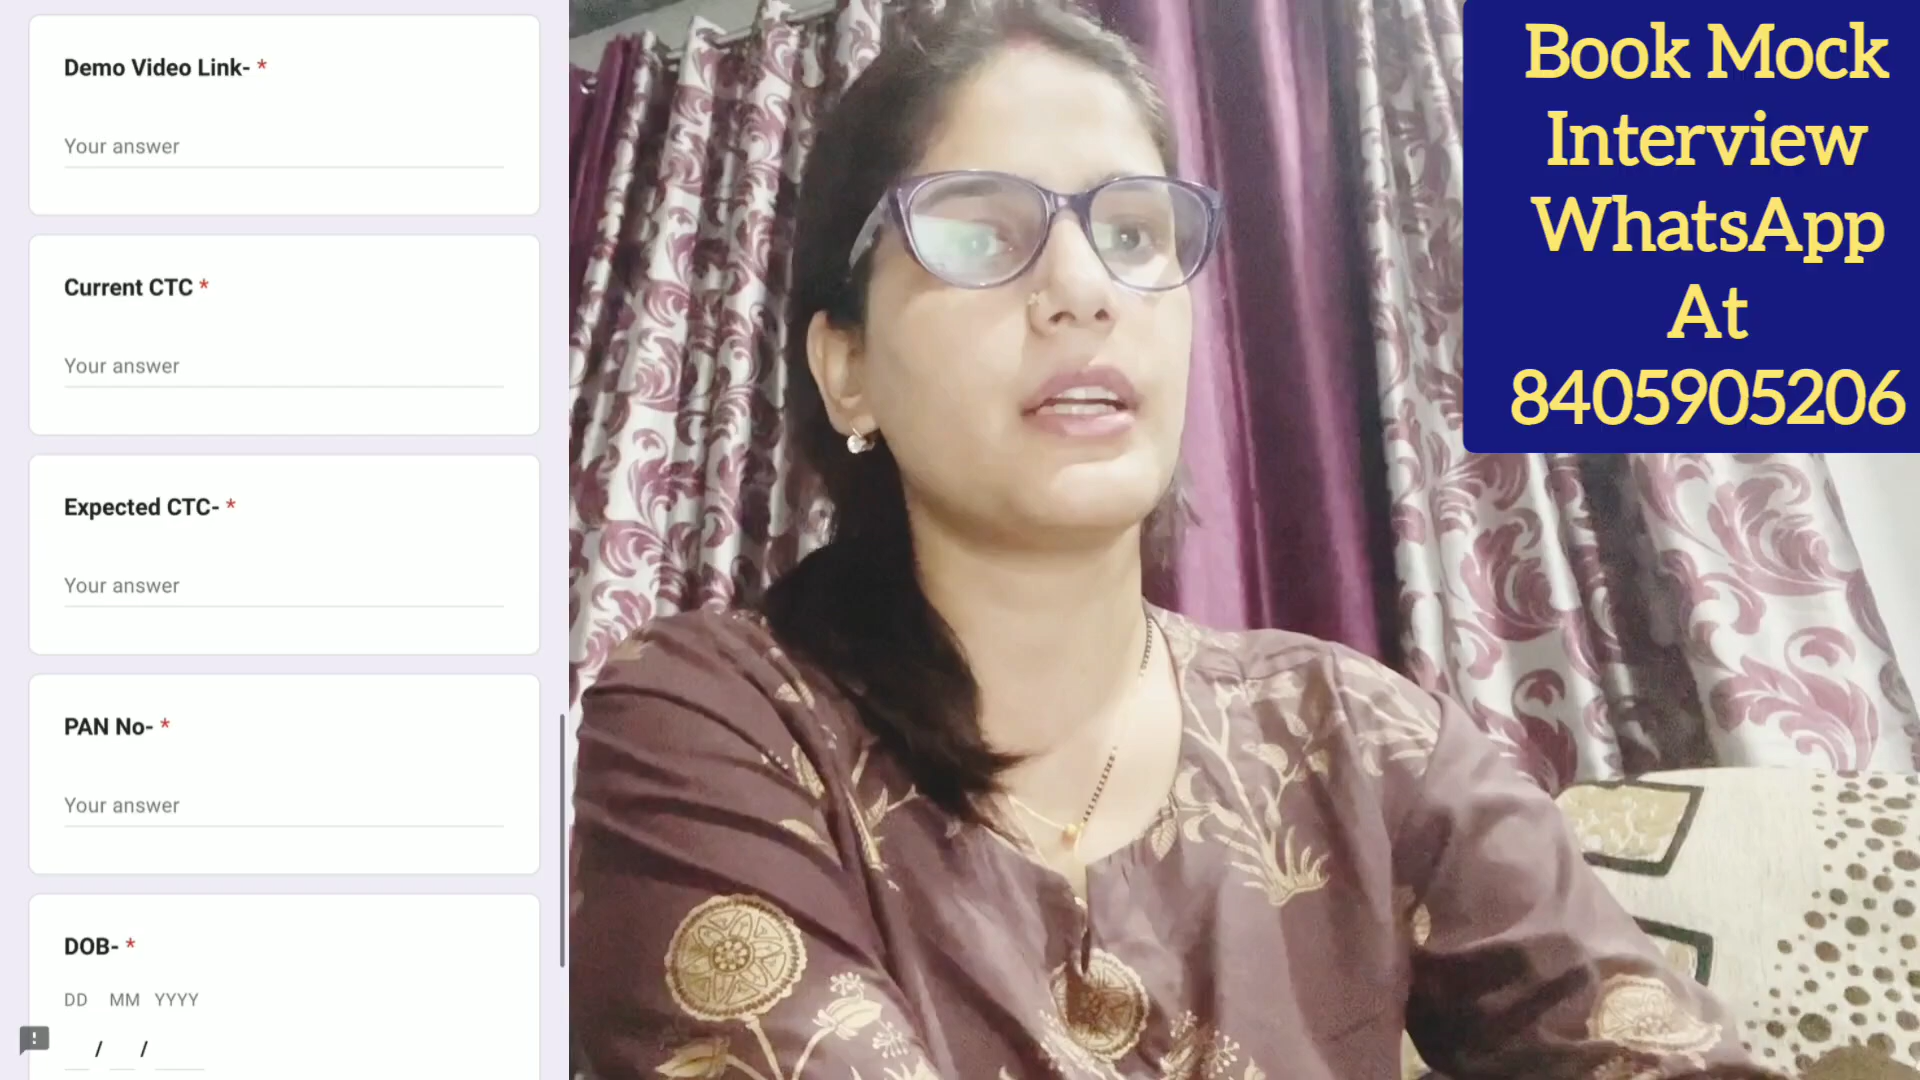 Demo Video Link- *
Your answer
Current CTC *
Your answer
Expected CTC- *
Your answer
PAN No- *
Your answer
DOB- *
DD MM YYYY
/ /
Book Mock
Interview
WhatsApp
At
8405905206